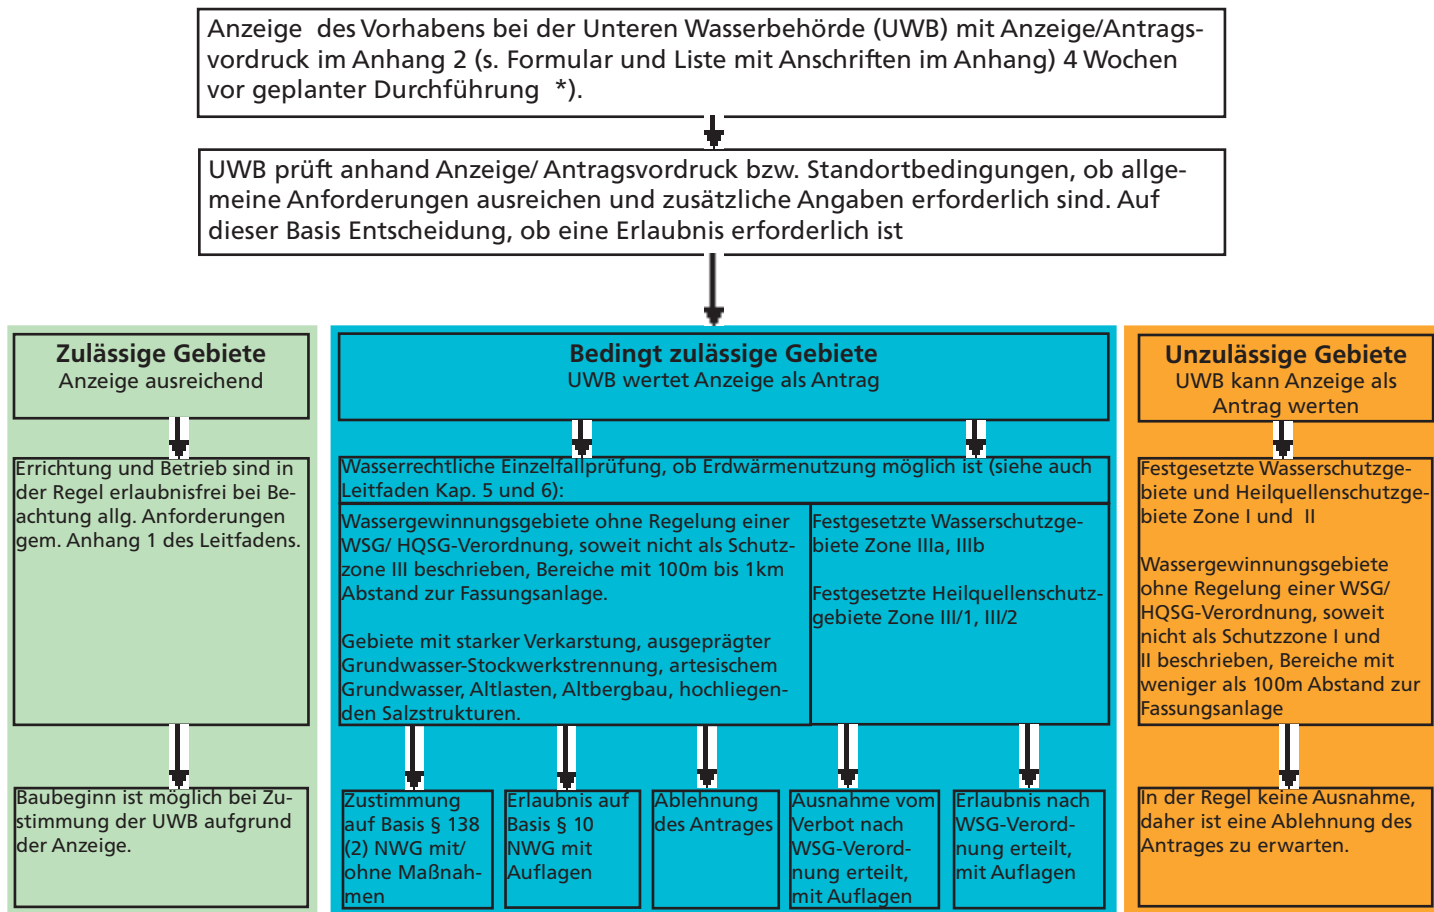 Anzeige des Vorhabens bei der Unteren Wasserbehörde (UWB) mit Anzeige/Antrags-
vordruck im Anhang 2 (s. Formular und Liste mit Anschriften im Anhang) 4 Wochen
vor geplanter Durchführung *).
UWB prüft anhand Anzeige/ Antragsvordruck bzw. Standortbedingungen, ob allge-
meine Anforderungen ausreichen und zusätzliche Angaben erforderlich sind. Auf
dieser Basis Entscheidung, ob eine Erlaubnis erforderlich ist
Zulässige Gebiete
Anzeige ausreichend
Errichtung und Betrieb sind in
der Regel erlaubnisfrei bei Be-
achtung allg. Anforderungen
gem. Anhang 1 des Leitfadens.
Baubeginn ist möglich bei Zu-
stimmung der UWB aufgrund
der Anzeige.
Bedingt zulässige Gebiete
UWB wertet Anzeige als Antrag
Wasserrechtliche Einzelfallprüfung, ob Erdwärmenutzung möglich ist (siehe auch
Leitfaden Kap. 5 und 6):
Wassergewinnungsgebiete ohne Regelung einer
WSG/ HQSG-Verordnung, soweit nicht als Schutz-
zone III beschrieben, Bereiche mit 100m bis 1km
Abstand zur Fassungsanlage.
Gebiete mit starker Verkarstung, ausgeprägter
Grundwasser-Stockwerkstrennung, artesischem
Grundwasser, Altlasten, Altbergbau, hochliegen-
den Salzstrukturen.
Festgesetzte Wasserschutzge-
biete Zone IIIa, IIIb
Festgesetzte Heilquellenschutz-
gebiete Zone III/1, III/2
Zustimmung
auf Basis § 138
(2) NWG mit/
ohne Maßnah-
men
Erlaubnis auf
Basis § 10
NWG mit
Auflagen
Ablehnung
des Antrages
Ausnahme vom
Verbot nach
WSG-Verord-
nung erteilt,
mit Auflagen
Erlaubnis nach
WSG-Verord-
nung erteilt,
mit Auflagen
Unzulässige Gebiete
UWB kann Anzeige als
Antrag werten
Festgesetzte Wasserschutzge-
biete und Heilquellenschutzge-
biete Zone I und II
Wassergewinnungsgebiete
ohne Regelung einer WSG/
HQSG-Verordnung, soweit
nicht als Schutzzone I und
II beschrieben, Bereiche mit
weniger als 100m Abstand zur
Fassungsanlage
In der Regel keine Ausnahme,
daher ist eine Ablehnung des
Antrages zu erwarten.